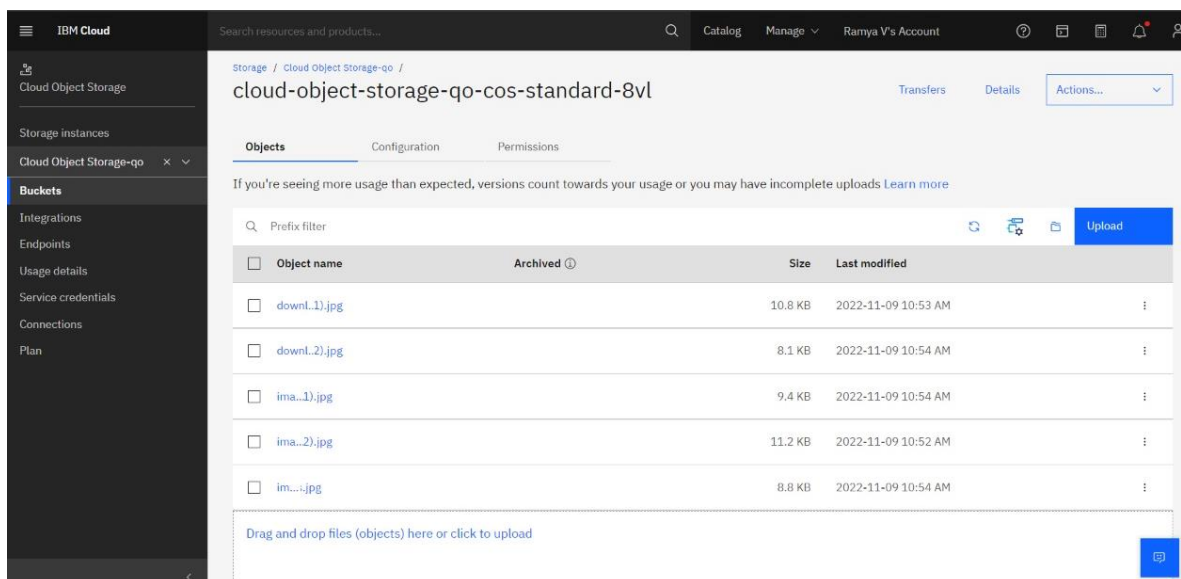 IBM Cloud
Search resources and products...
Catalog
Manage
Ramya V's Account
Cloud Object Storage
Storage instances
Cloud Object Storage-qo
Buckets
Integrations
Endpoints
Usage details
Service credentials
Connections
Plan
Storage / Cloud Object Storage-qo /
cloud-object-storage-qo-cos-standard-8vl
Transfers
Details
Actions...
Objects
Configuration
Permissions
If you're seeing more usage than expected, versions count towards your usage or you may have incomplete uploads Learn more
Prefix filter
Upload
Object name Archived Size Last modified
downl..1).jpg 10.8 KB 2022-11-09 10:53 AM
downl..2).jpg 8.1 KB 2022-11-09 10:54 AM
ima..1).jpg 9.4 KB 2022-11-09 10:54 AM
ima..2).jpg 11.2 KB 2022-11-09 10:52 AM
8.8 KB 2022-11-09 10:54 AM
Drag and drop files (objects) here or click to upload